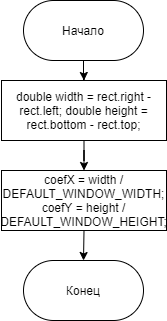 Начало
double width = rect.right -
rect.left; double height =
rect.bottom - rect.top;
coefX = width /
DEFAULT_WINDOW_WIDTH;
coefY = height /
DEFAULT_WINDOW_HEIGHT;
Конец